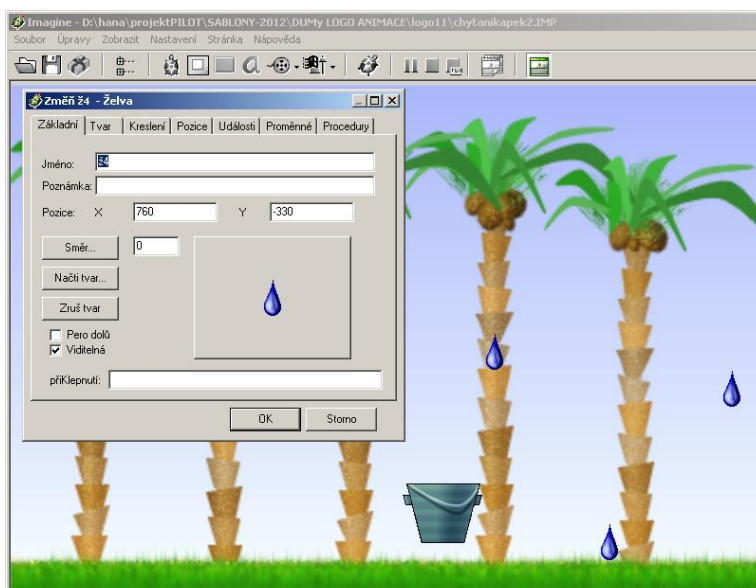 Imagine - D:\hana\projektPILOT\SABLONY-2012\DUMy LOGO ANIMACE\logo11\chytanikapek2.IMP
Soubor Úpravy Zobrazit Nastavení Stránka Nápověda
Změň ž4 - Želva
Základní Tvar Kreslení Pozice Události Proměnné Procedury
Jméno: ž4
Poznámka:
Pozice: X 760 Y -330
Směr... 0
Načti tvar...
Zruš tvar
Pero dolů
Viditelná
přiKlepnutí:
OK Storno